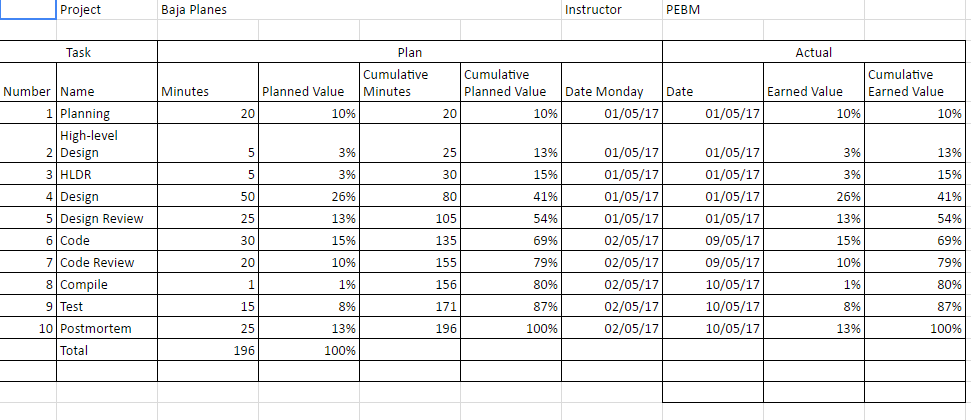 Project Baja Planes Instructor PEBM
Task Plan Actual
Number Name Minutes Planned Value Cumulative Minutes Cumulative Planned Value Date Monday Date Earned Value Cumulative Earned Value
1 Planning 20 10% 20 10% 01/05/17 01/05/17 10% 10%
2 High-level Design 5 3% 25 13% 01/05/17 01/05/17 3% 13%
3 HLDR 5 3% 30 15% 01/05/17 01/05/17 3% 15%
4 Design 50 26% 80 41% 01/05/17 01/05/17 26% 41%
5 Design Review 25 13% 105 54% 01/05/17 01/05/17 13% 54%
6 Code 30 15% 135 69% 02/05/17 09/05/17 15% 69%
7 Code Review 20 10% 155 79% 02/05/17 09/05/17 10% 79%
8 Compile 1 1% 156 80% 02/05/17 10/05/17 1% 80%
9 Test 15 8% 171 87% 02/05/17 10/05/17 8% 87%
10 Postmortem 25 13% 196 100% 02/05/17 10/05/17 13% 100%
Total 196 100%